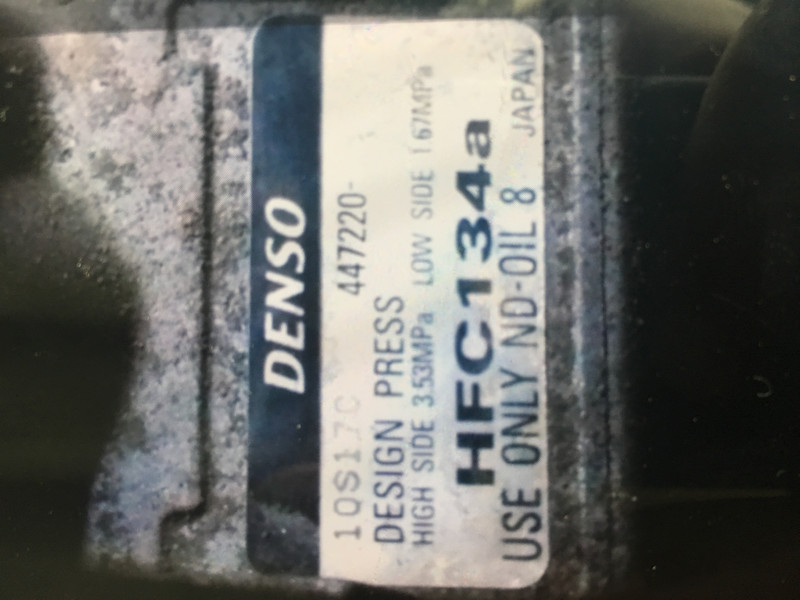 DENSO
10S17C 447220-
DESIGN PRESS
HIGH SIDE 3.53MPa LOW SIDE 1.67MPa
HFC134a
USE ONLY ND-OIL 8 JAPAN